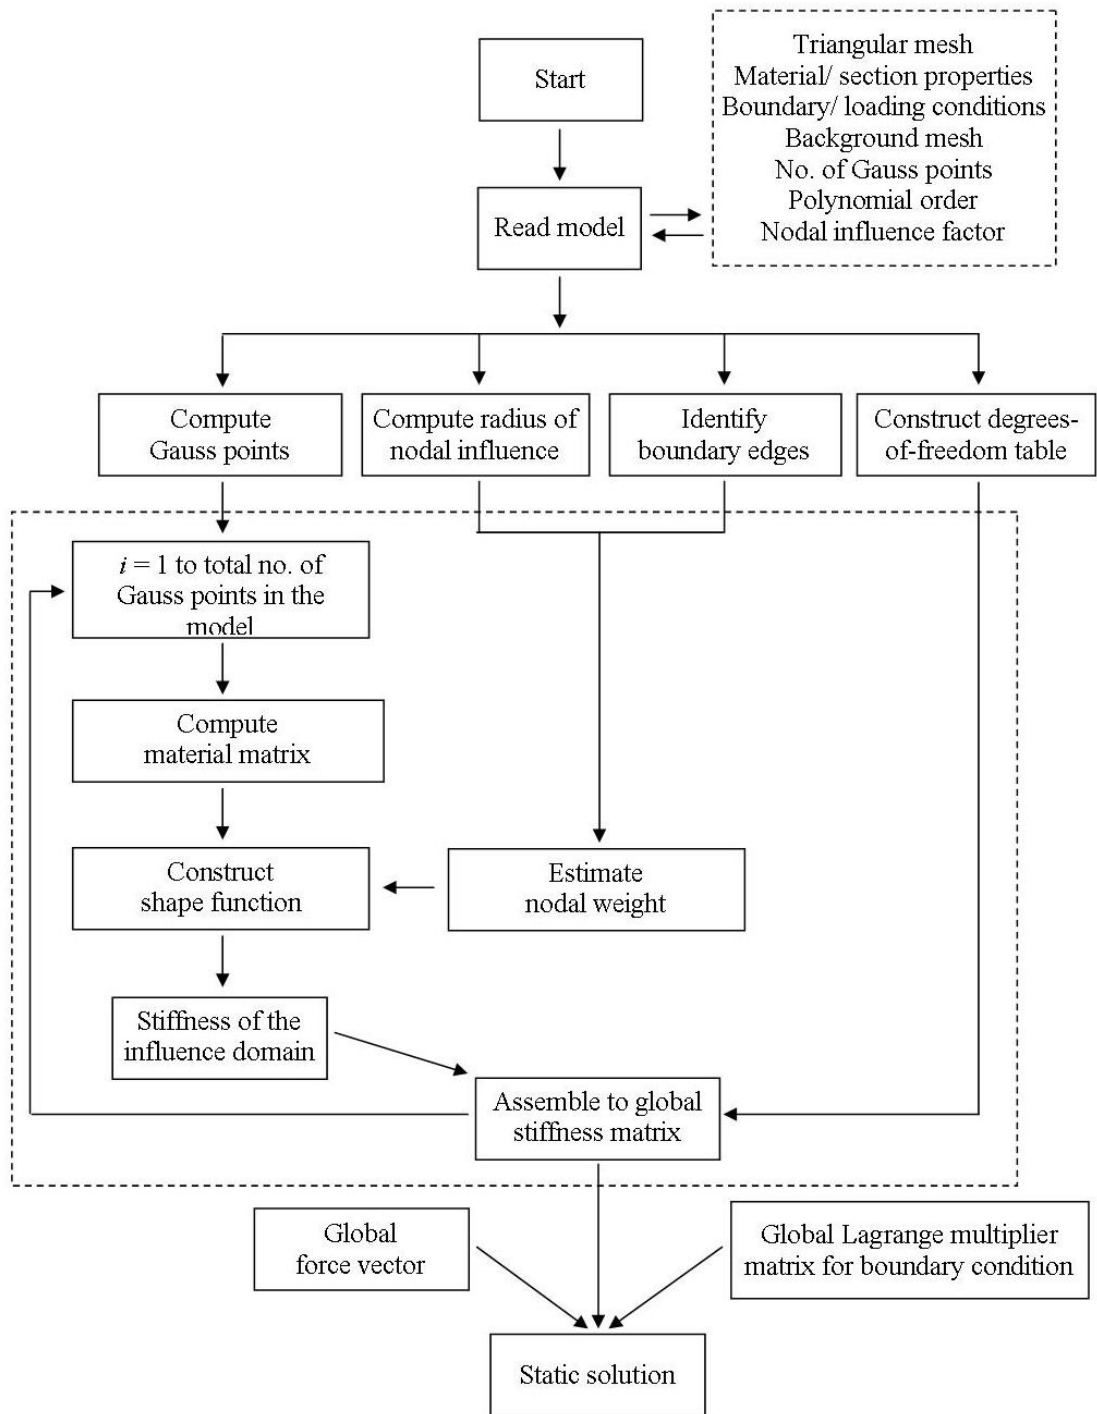 Start
Triangular mesh
Material/ section properties
Boundary/ loading conditions
Background mesh
No. of Gauss points
Polynomial order
Nodal influence factor
Read model
Compute
Gauss points
Compute radius of
nodal influence
Identify
boundary edges
Construct degrees-
of-freedom table
i = 1 to total no. of
Gauss points in the
model
Compute
material matrix
Construct
shape function
Estimate
nodal weight
Stiffness of the
influence domain
Assemble to global
stiffness matrix
Global
force vector
Global Lagrange multiplier
matrix for boundary condition
Static solution